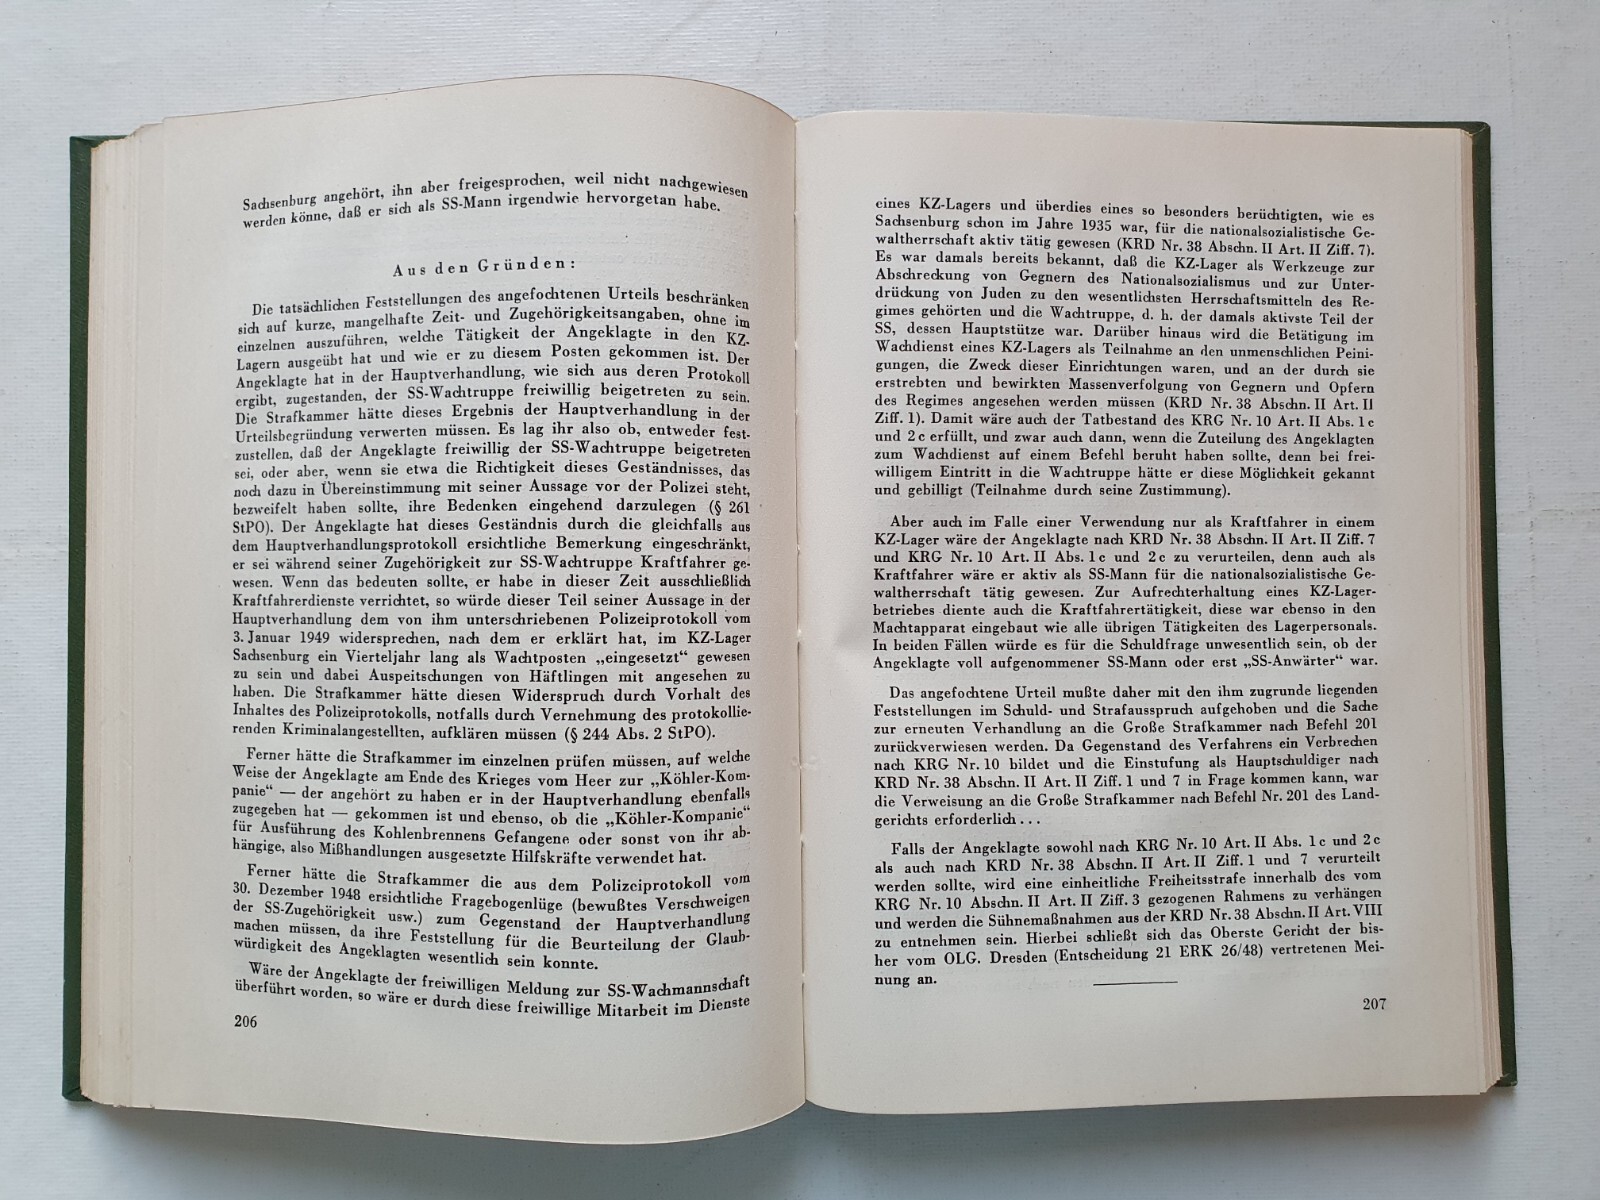 Sachsenburg angehört, ihn aber freigesprochen, weil nicht nachgewiesen
werden könne, daß er sich als SS-Mann irgendwie hervorgetan habe.
Aus den Gründen:
Die tatsächlichen Feststellungen des angefochtenen Urteils beschränken
sich auf kurze, mangelhafte Zeit- und Zugehörigkeitsangaben, ohne im
einzelnen auszuführen, welche Tätigkeit der Angeklagte in den KZ-
Lagern ausgeübt hat und wie er zu diesem Posten gekommen ist. Der
Angeklagte hat in der Hauptverhandlung, wie sich aus deren Protokoll
ergibt, zugestanden, der SS-Wachtruppe freiwillig beigetreten zu sein.
Die Strafkammer hätte dieses Ergebnis der Hauptverhandlung in der
Urteilsbegründung verwerten müssen. Es lag ihr also ob, entweder fest-
zustellen, daß der Angeklagte freiwillig der SS-Wachtruppe beigetreten
sei, oder aber, wenn sie etwa die Richtigkeit dieses Geständnisses, das
noch dazu in Übereinstimmung mit seiner Aussage vor der Polizei steht,
bezweifelt haben sollte, ihre Bedenken eingehend darzulegen (§ 261
StPO). Der Angeklagte hat dieses Geständnis durch die gleichfalls aus
dem Hauptverhandlungsprotokoll ersichtliche Bemerkung eingeschränkt,
er sei während seiner Zugehörigkeit zur SS-Wachtruppe Kraftfahrer ge-
wesen. Wenn das bedeuten sollte, er habe in dieser Zeit ausschließlich
Kraftfahrerdienste verrichtet, so würde dieser Teil seiner Aussage in der
Hauptverhandlung dem von ihm unterschriebenen Polizeiprotokoll vom
3. Januar 1949 widersprechen, nach dem er erklärt hat, im KZ-Lager
Sachsenburg ein Vierteljahr lang als Wachtposten „eingesetzt“ gewesen
zu sein und dabei Auspeitschungen von Häftlingen mit angesehen zu
haben. Die Strafkammer hätte diesen Widerspruch durch Vorhalt des
Inhaltes des Polizeiprotokolls, notfalls durch Vernehmung des protokollie-
renden Kriminalangestellten, aufklären müssen (§ 244 Abs. 2 StPO).
Ferner hätte die Strafkammer im einzelnen prüfen müssen, auf welche
Weise der Angeklagte am Ende des Krieges vom Heer zur „Köhler-Kom-
panie“ — der angehört zu haben er in der Hauptverhandlung ebenfalls
zugegeben hat — gekommen ist und ebenso, ob die „Köhler-Kompanie“
für Ausführung des Kohlenbrennens Gefangene oder sonst von ihr ab-
hängige, also Mißhandlungen ausgesetzte Hilfskräfte verwendet hat.
Ferner hätte die Strafkammer die aus dem Polizeiprotokoll vom
30. Dezember 1948 ersichtliche Fragebogenlüge (bewußtes Verschweigen
der SS-Zugehörigkeit usw.) zum Gegenstand der Hauptverhandlung
machen müssen, da ihre Feststellung für die Beurteilung der Glaub-
würdigkeit des Angeklagten wesentlich sein konnte.
Wäre der Angeklagte der freiwilligen Meldung zur SS-Wachmannschaft
überführt worden, so wäre er durch diese freiwillige Mitarbeit im Dienste
206
eines KZ-Lagers und überdies eines so besonders berüchtigten, wie es
Sachsenburg schon im Jahre 1935 war, für die nationalsozialistische Ge-
waltherrschaft aktiv tätig gewesen (KRD Nr. 38 Abschn. II Art. II Ziff. 7).
Es war damals bereits bekannt, daß die KZ-Lager als Werkzeuge zur
Abschreckung von Gegnern des Nationalsozialismus und zur Unter-
drückung von Juden zu den wesentlichsten Herrschaftsmitteln des Re-
gimes gehörten und die Wachtruppe, d. h. der damals aktivste Teil der
SS, dessen Hauptstütze war. Darüber hinaus wird die Betätigung im
Wachdienst eines KZ-Lagers als Teilnahme an den unmenschlichen Peini-
gungen, die Zweck dieser Einrichtungen waren, und an der durch sie
erstrebten und bewirkten Massenverfolgung von Gegnern und Opfern
des Regimes angesehen werden müssen (KRD Nr. 38 Abschn. II Art. II
Ziff. 1). Damit wäre auch der Tatbestand des KRG Nr. 10 Art. II Abs. 1c
und 2c erfüllt, und zwar auch dann, wenn die Zuteilung des Angeklagten
zum Wachdienst auf einem Befehl beruht haben sollte, denn bei frei-
willigem Eintritt in die Wachtruppe hätte er diese Möglichkeit gekannt
und gebilligt (Teilnahme durch seine Zustimmung).
Aber auch im Falle einer Verwendung nur als Kraftfahrer in einem
KZ-Lager wäre der Angeklagte nach KRD Nr. 38 Abschn. II Art. II Ziff. 7
und KRG Nr. 10 Art. II Abs. 1c und 2c zu verurteilen, denn auch als
Kraftfahrer wäre er aktiv als SS-Mann für die nationalsozialistische Ge-
waltherrschaft tätig gewesen. Zur Aufrechterhaltung eines KZ-Lager-
betriebes diente auch die Kraftfahrertätigkeit, diese war ebenso in den
Machtapparat eingebaut wie alle übrigen Tätigkeiten des Lagerpersonals.
In beiden Fällen würde es für die Schuldfrage unwesentlich sein, ob der
Angeklagte voll aufgenommener SS-Mann oder erst „SS-Anwärter“ war.
Das angefochtene Urteil mußte daher mit den ihm zugrunde liegenden
Feststellungen im Schuld- und Strafausspruch aufgehoben und die Sache
zur erneuten Verhandlung an die Große Strafkammer nach Befehl 201
zurückverwiesen werden. Da Gegenstand des Verfahrens ein Verbrechen
nach KRG Nr. 10 bildet und die Einstufung als Hauptschuldiger nach
KRD Nr. 38 Abschn. II Art. II Ziff. 1 und 7 in Frage kommen kann, war
die Verweisung an die Große Strafkammer nach Befehl Nr. 201 des Land-
gerichts erforderlich...
Falls der Angeklagte sowohl nach KRG Nr. 10 Art. II Abs. 1c und 2c
als auch nach KRD Nr. 38 Abschn. II Art. II Ziff. 1 und 7 verurteilt
werden sollte, wird eine einheitliche Freiheitsstrafe innerhalb des vom
KRG Nr. 10 Abschn. II Art. II Ziff. 3 gezogenen Rahmens zu verhängen
und werden die Sühnemaßnahmen aus der KRD Nr. 38 Abschn. II Art. VIII
zu entnehmen sein. Hierbei schließt sich das Oberste Gericht der bis-
her vom OLG. Dresden (Entscheidung 21 ERK 26/48) vertretenen Mei-
nung an.
207